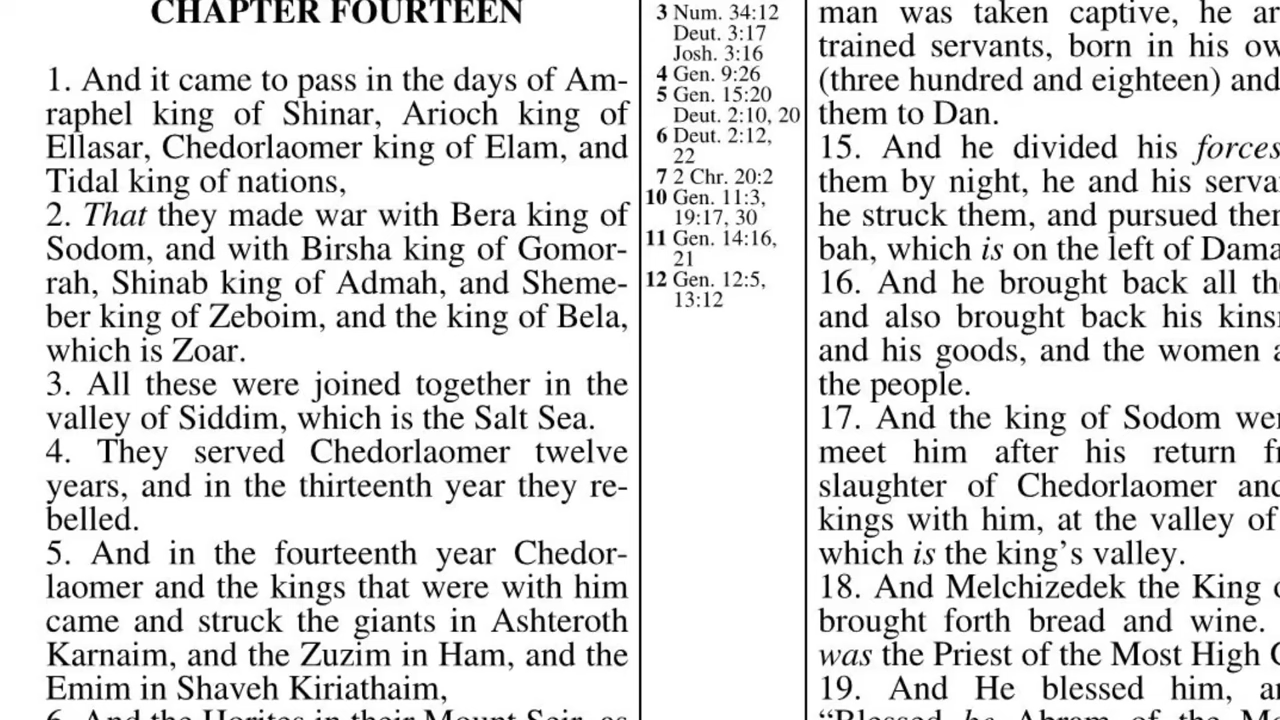 CHAPTER FOURTEEN
1. And it came to pass in the days of Am-
raphel king of Shinar, Arioch king of
Ellasar, Chedorlaomer king of Elam, and
Tidal king of nations,
2. That they made war with Bera king of
Sodom, and with Birsha king of Gomor-
rah, Shinab king of Admah, and Sheme-
ber king of Zeboim, and the king of Bela,
which is Zoar.
3. All these were joined together in the
valley of Siddim, which is the Salt Sea.
4. They served Chedorlaomer twelve
years, and in the thirteenth year they re-
belled.
5. And in the fourteenth year Chedor-
laomer and the kings that were with him
came and struck the giants in Ashteroth
Karnaim, and the Zuzim in Ham, and the
Emim in Shaveh Kiriathaim,
6. And the Horites in their Mount Seir, as
3 Num. 34:12
Deut. 3:17
Josh. 3:16
4 Gen. 9:26
5 Gen. 15:20
Deut. 2:10, 20
6 Deut. 2:12,
22
7 2 Chr. 20:2
10 Gen. 11:3,
19:17, 30
11 Gen. 14:16,
21
12 Gen. 12:5,
13:12
man was taken captive, he
trained servants, born in his
(three hundred and eighteen) and
them to Dan.
15. And he divided his forces
them by night, he and his
he struck them, and pursued
bah, which is on the left of
16. And he brought back all
and also brought back his
and his goods, and the women
the people.
17. And the king of Sodom
meet him after his return
slaughter of Chedorlaomer
kings with him, at the valley of
which is the king's valley.
18. And Melchizedek the King
brought forth bread and wine.
was the Priest of the Most High
19. And He blessed him,
"Blessed be Abram of the